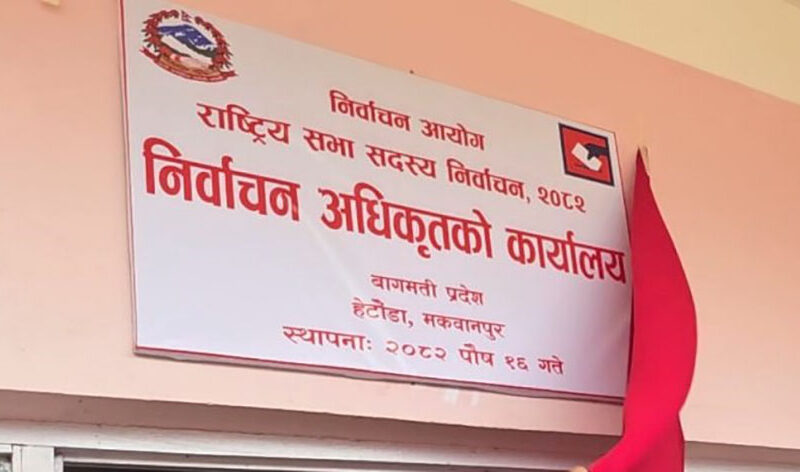 निर्वाचन आयोग
राष्ट्रिय सभा सदस्य निर्वाचन, २०८२
निर्वाचन अधिकृतको कार्यालय
बागमती प्रदेश
हेटौंडा, मकवानपुर
स्थापनाः २०८२ पौष १६ गते